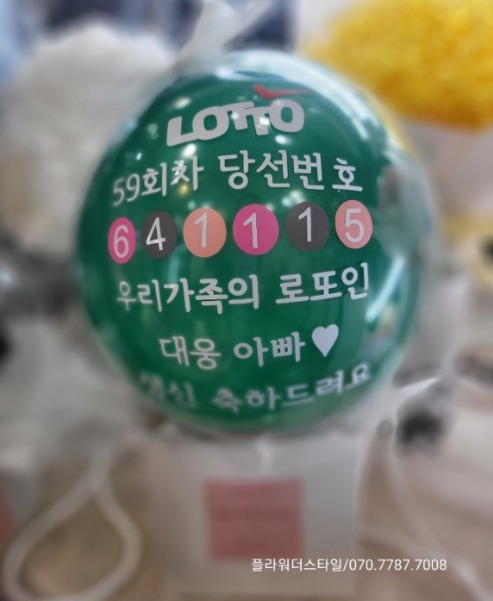 LOTTO
59회차 당선번호
6 4 1 1 1 5
우리가족의 로또인
대웅 아빠♥
생신 축하드려요
플라워더스타일/070.7787.7008